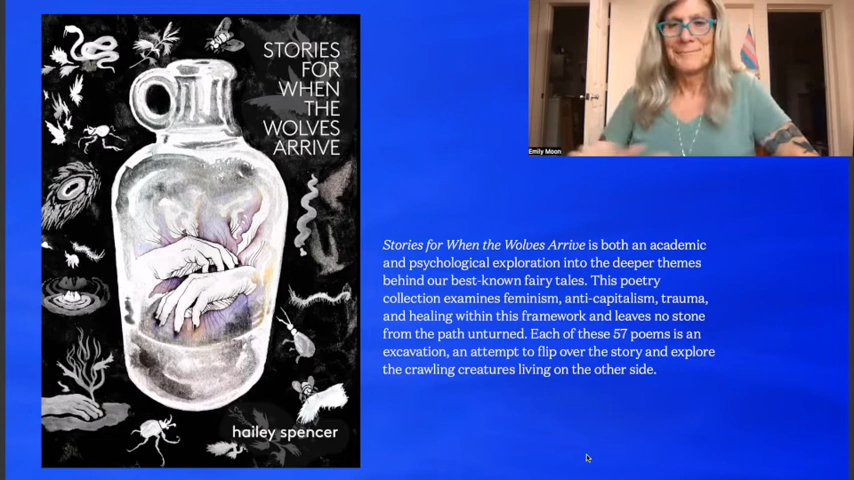 STORIES
FOR
WHEN
THE
WOLVES
ARRIVE
hailey spencer
Emily Moon
Stories for When the Wolves Arrive is both an academic
and psychological exploration into the deeper themes
behind our best-known fairy tales. This poetry
collection examines feminism, anti-capitalism, trauma,
and healing within this framework and leaves no stone
from the path unturned. Each of these 57 poems is an
excavation, an attempt to flip over the story and explore
the crawling creatures living on the other side.